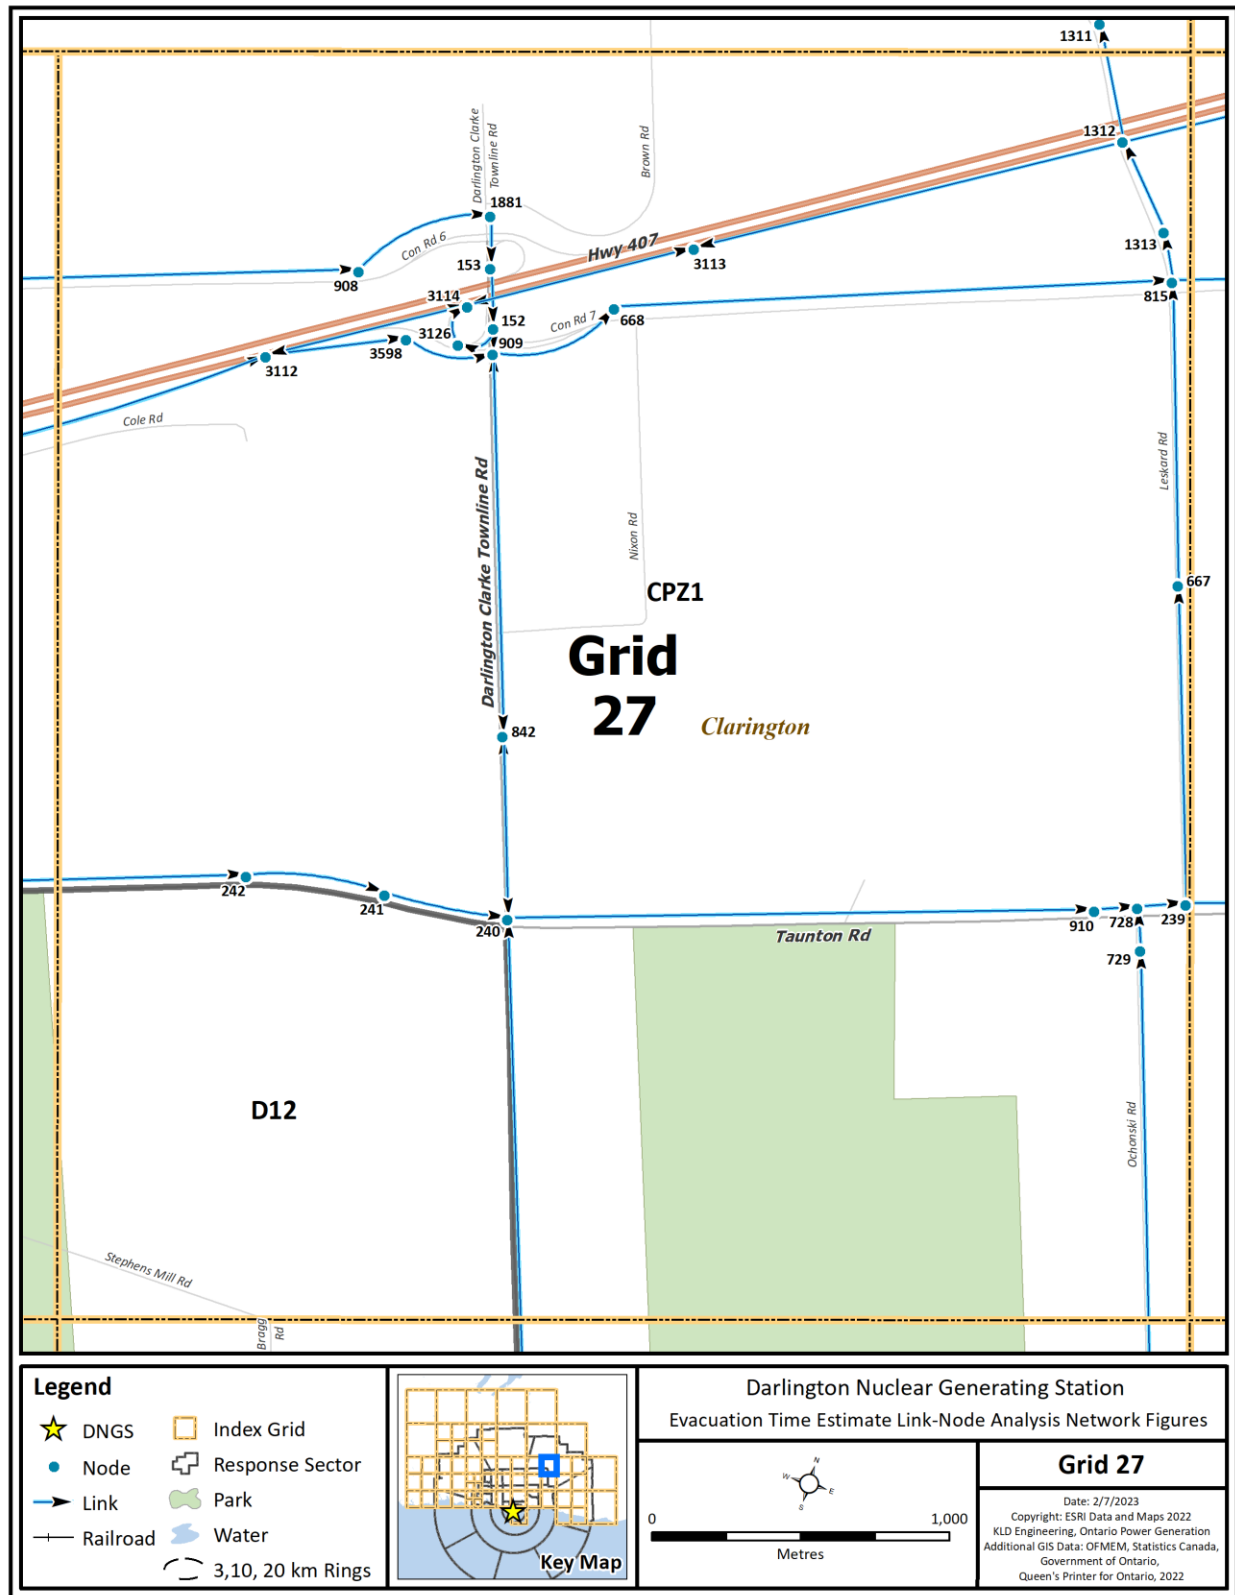 1311
1312
Darlington Clarke
Townline Rd
Brown Rd
1881
Con Rd 6
Hwy 407
1313
153
3113
908
815
3114
152
Con Rd 7
668
3126
909
3598
3112
Cole Rd
Leskard Rd
Darlington Clarke Townline Rd
Nixon Rd
667
CPZ1
Grid
27
Clarington
842
242
241
240
910
728
239
Taunton Rd
729
D12
Ochonski Rd
Stephens Mill Rd
Bragg
Rd
Legend
DNGS
Node
Link
Railroad
Index Grid
Response Sector
Park
Water
3,10, 20 km Rings
Key Map
Darlington Nuclear Generating Station
Evacuation Time Estimate Link-Node Analysis Network Figures
N
W
E
S
0
1,000
Metres
Grid 27
Date: 2/7/2023
Copyright: ESRI Data and Maps 2022
KLD Engineering, Ontario Power Generation
Additional GIS Data: OFMEM, Statistics Canada,
Government of Ontario,
Queen's Printer for Ontario, 2022